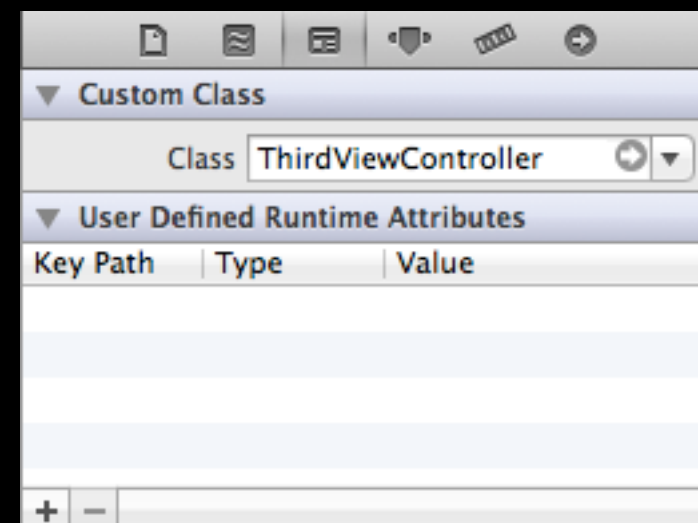 Custom Class
Class ThirdViewController
User Defined Runtime Attributes
Key Path Type Value
+ −